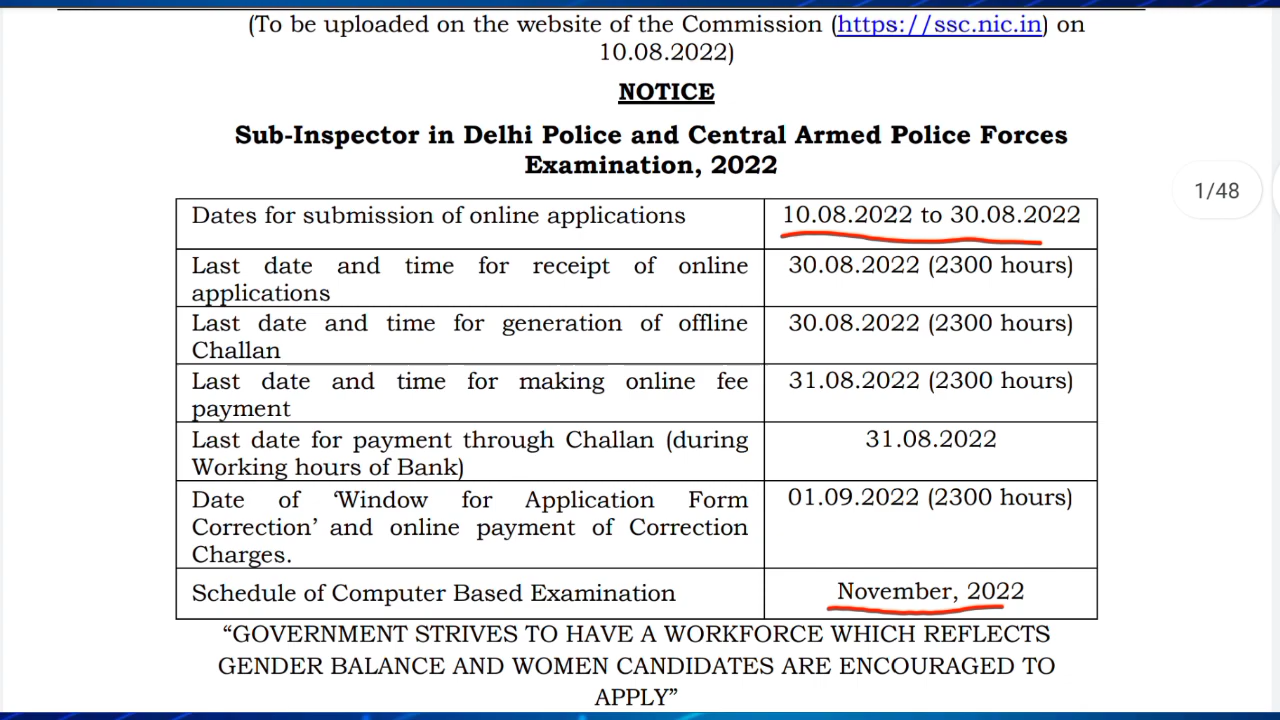 (To be uploaded on the website of the Commission (https://ssc.nic.in) on
10.08.2022)
NOTICE
Sub-Inspector in Delhi Police and Central Armed Police Forces
Examination, 2022
1/48
Dates for submission of online applications 10.08.2022 to 30.08.2022
Last date and time for receipt of online 30.08.2022 (2300 hours)
applications
Last date and time for generation of offline 30.08.2022 (2300 hours)
Challan
Last date and time for making online fee 31.08.2022 (2300 hours)
payment
Last date for payment through Challan (during 31.08.2022
Working hours of Bank)
Date of ‘Window for Application Form 01.09.2022 (2300 hours)
Correction’ and online payment of Correction
Charges.
Schedule of Computer Based Examination November, 2022
“GOVERNMENT STRIVES TO HAVE A WORKFORCE WHICH REFLECTS
GENDER BALANCE AND WOMEN CANDIDATES ARE ENCOURAGED TO
APPLY”